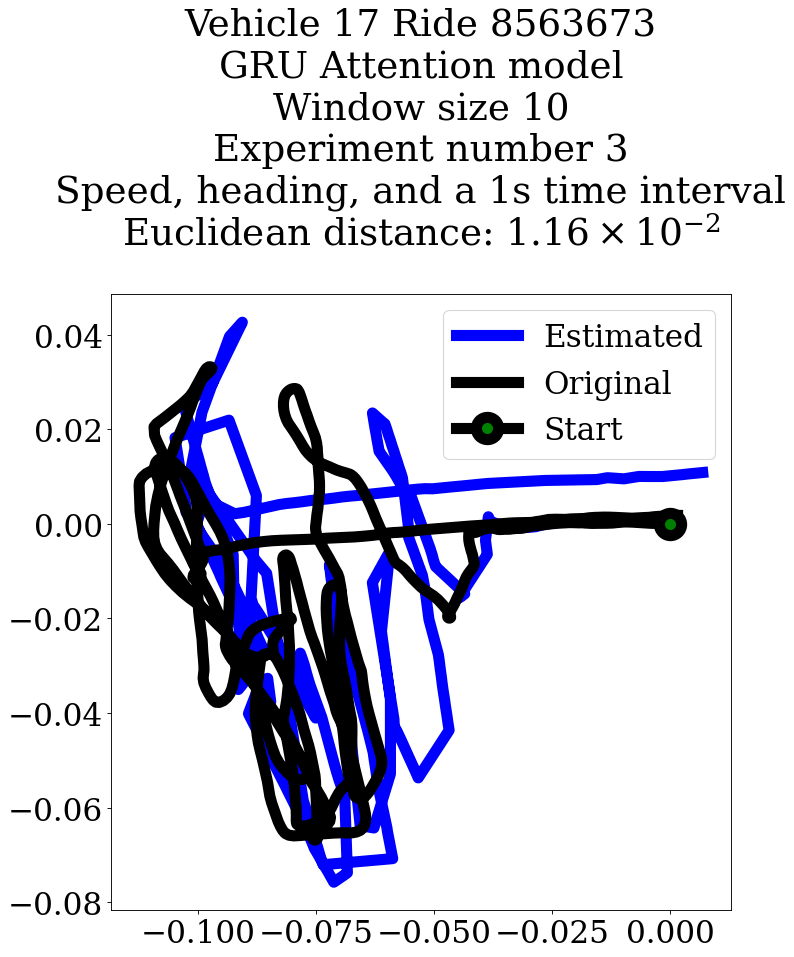 Vehicle 17 Ride 8563673
GRU Attention model
Window size 10
Experiment number 3
Speed, heading, and a 1s time interval
Euclidean distance: 1.16 × 10⁻²
Estimated
Original
Start
0.04
0.02
0.00
−0.02
−0.04
−0.06
−0.08
−0.100 −0.075 −0.050 −0.025 0.000